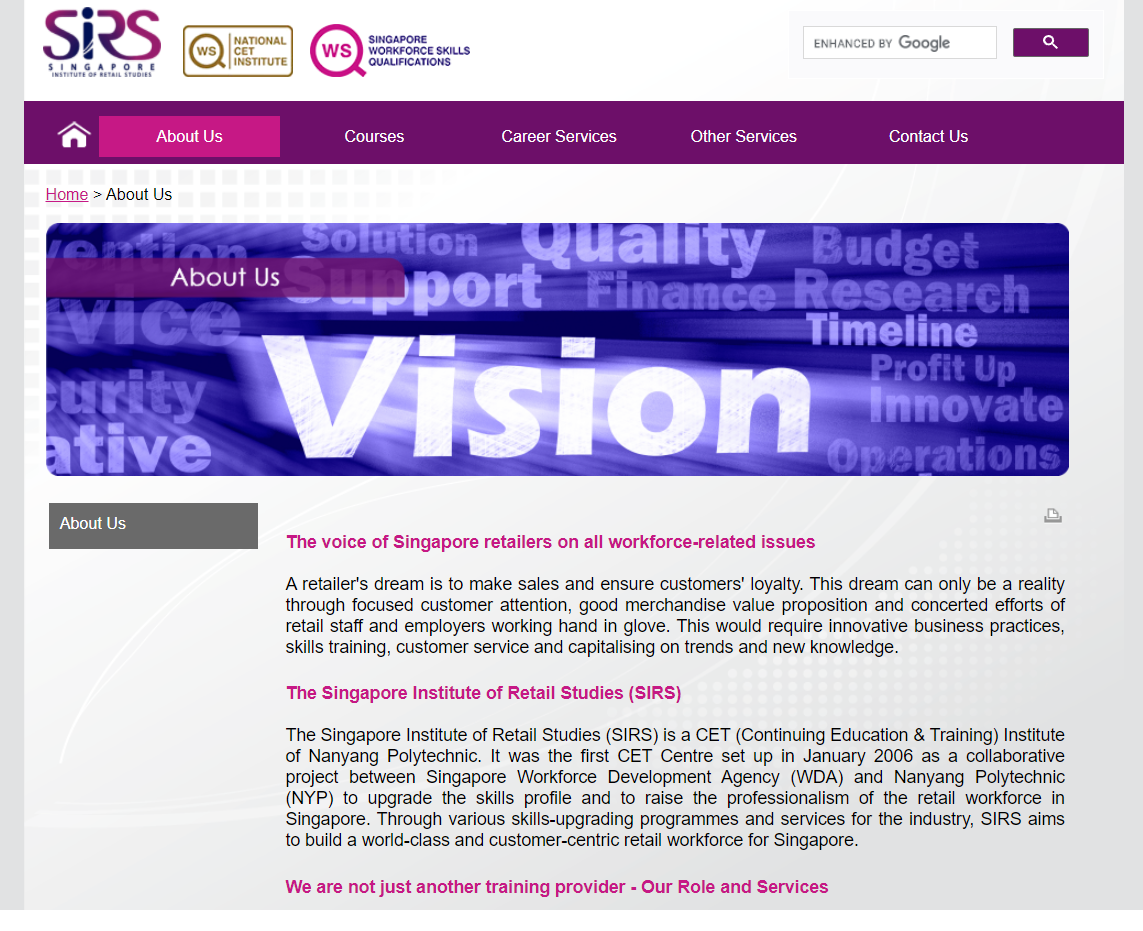 SiRS
SINGAPORE
INSTITUTE OF RETAIL STUDIES
WS
NATIONAL
CET
INSTITUTE
WS
SINGAPORE
WORKFORCE SKILLS
QUALIFICATIONS
ENHANCED BY Google
About Us
Courses
Career Services
Other Services
Contact Us
Home > About Us
vention
Solution
Quality
Budget
About Us
Support
Finance
Research
vice
Timeline
Vision
Profit Up
curity
Innovate
ative
Operations
About Us
The voice of Singapore retailers on all workforce-related issues
A retailer's dream is to make sales and ensure customers' loyalty. This dream can only be a reality
through focused customer attention, good merchandise value proposition and concerted efforts of
retail staff and employers working hand in glove. This would require innovative business practices,
skills training, customer service and capitalising on trends and new knowledge.
The Singapore Institute of Retail Studies (SIRS)
The Singapore Institute of Retail Studies (SIRS) is a CET (Continuing Education & Training) Institute
of Nanyang Polytechnic. It was the first CET Centre set up in January 2006 as a collaborative
project between Singapore Workforce Development Agency (WDA) and Nanyang Polytechnic
(NYP) to upgrade the skills profile and to raise the professionalism of the retail workforce in
Singapore. Through various skills-upgrading programmes and services for the industry, SIRS aims
to build a world-class and customer-centric retail workforce for Singapore.
We are not just another training provider - Our Role and Services